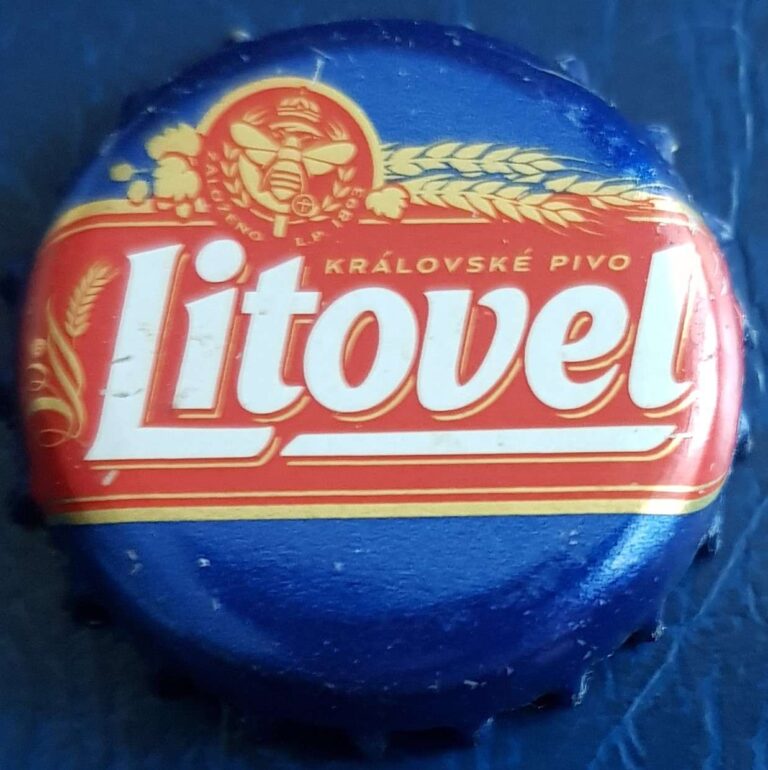 ZALOŽENO L.P. 1893
KRÁLOVSKÉ PIVO
Litovel